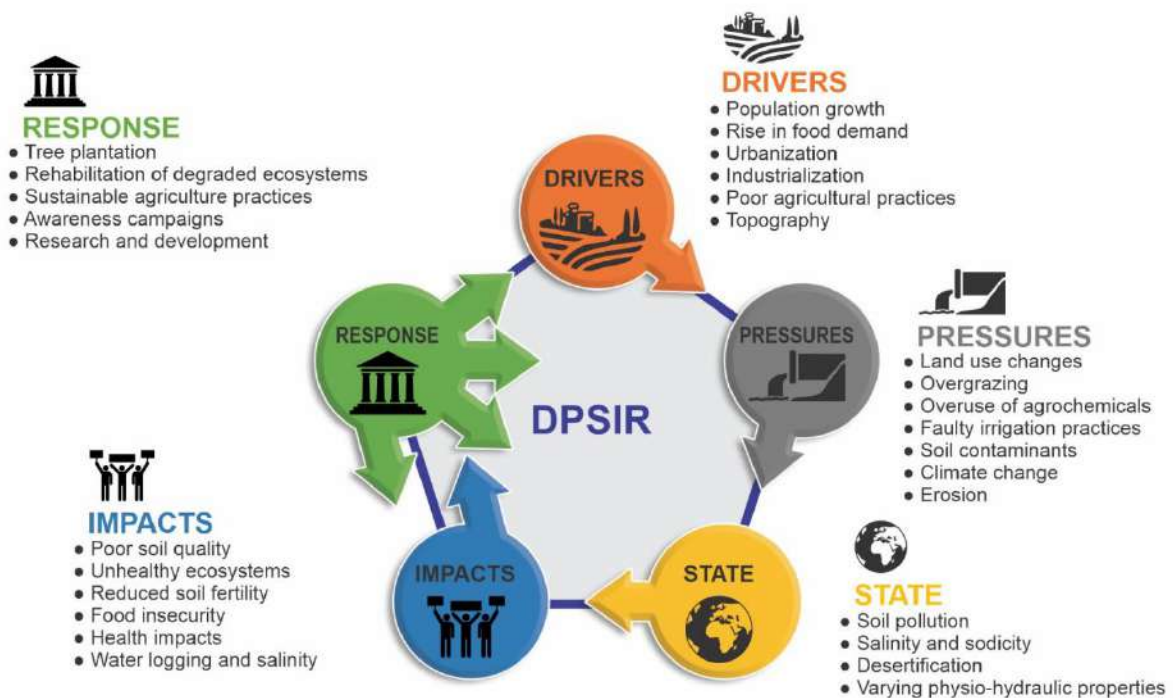 RESPONSE
● Tree plantation
● Rehabilitation of degraded ecosystems
● Sustainable agriculture practices
● Awareness campaigns
● Research and development
DRIVERS
● Population growth
● Rise in food demand
● Urbanization
● Industrialization
● Poor agricultural practices
● Topography
DRIVERS
RESPONSE
PRESSURES
DPSIR
IMPACTS
STATE
PRESSURES
● Land use changes
● Overgrazing
● Overuse of agrochemicals
● Faulty irrigation practices
● Soil contaminants
● Climate change
● Erosion
IMPACTS
● Poor soil quality
● Unhealthy ecosystems
● Reduced soil fertility
● Food insecurity
● Health impacts
● Water logging and salinity
STATE
● Soil pollution
● Salinity and sodicity
● Desertification
● Varying physio-hydraulic properties